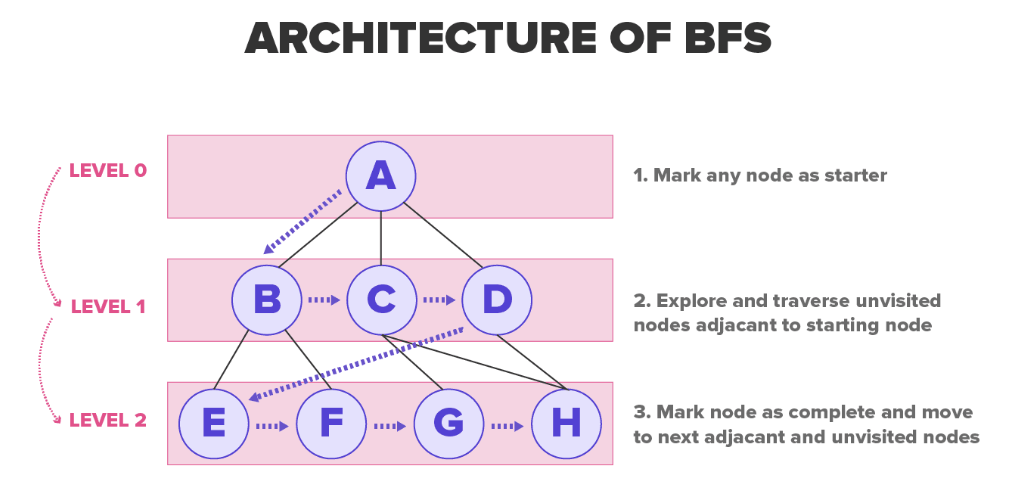 ARCHITECTURE OF BFS
LEVEL 0
A
1. Mark any node as starter
LEVEL 1
B C D
2. Explore and traverse unvisited
nodes adjacant to starting node
LEVEL 2
E F G H
3. Mark node as complete and move
to next adjacant and unvisited nodes